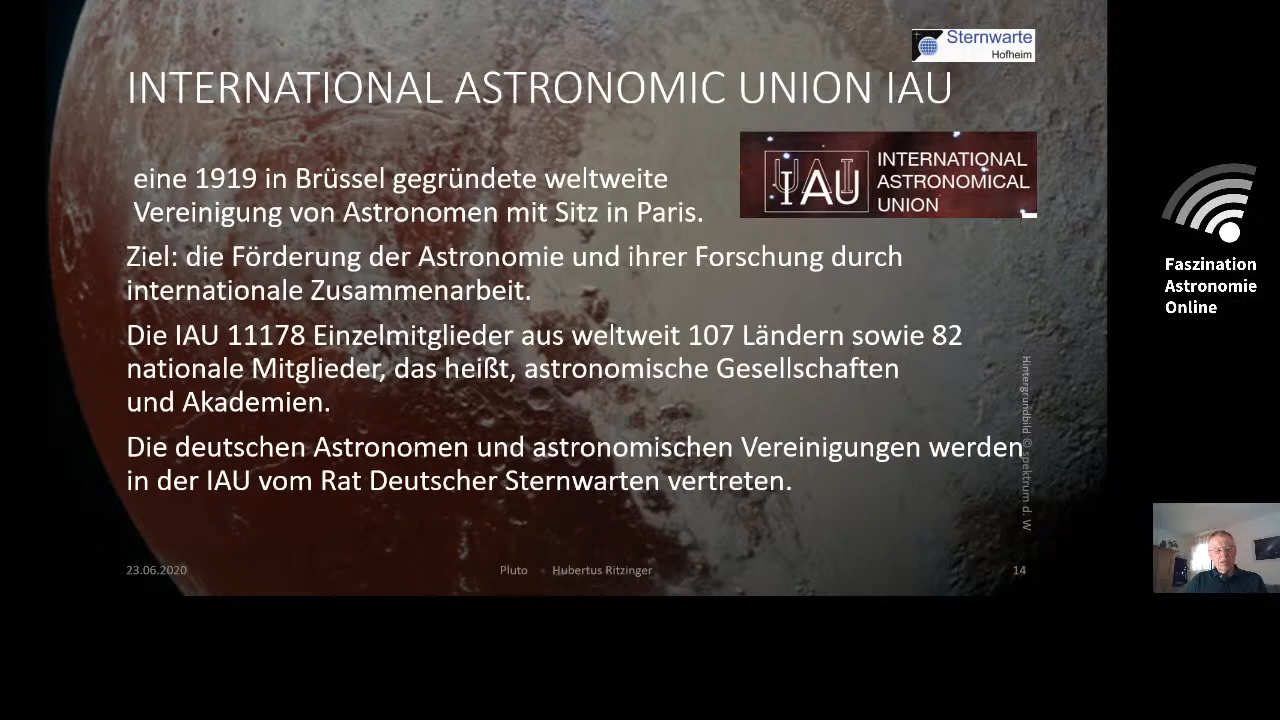 Sternwarte
Hofheim
INTERNATIONAL ASTRONOMIC UNION IAU
IAU
INTERNATIONAL
ASTRONOMICAL
UNION
eine 1919 in Brüssel gegründete weltweite
Vereinigung von Astronomen mit Sitz in Paris.
Ziel: die Förderung der Astronomie und ihrer Forschung durch
internationale Zusammenarbeit.
Die IAU 11178 Einzelmitglieder aus weltweit 107 Ländern sowie 82
nationale Mitglieder, das heißt, astronomische Gesellschaften
und Akademien.
Die deutschen Astronomen und astronomischen Vereinigungen werden
in der IAU vom Rat Deutscher Sternwarten vertreten.
Hintergrundbild © spektrum d. W
23.06.2020
Pluto Hubertus Ritzinger
14
Faszination
Astronomie
Online